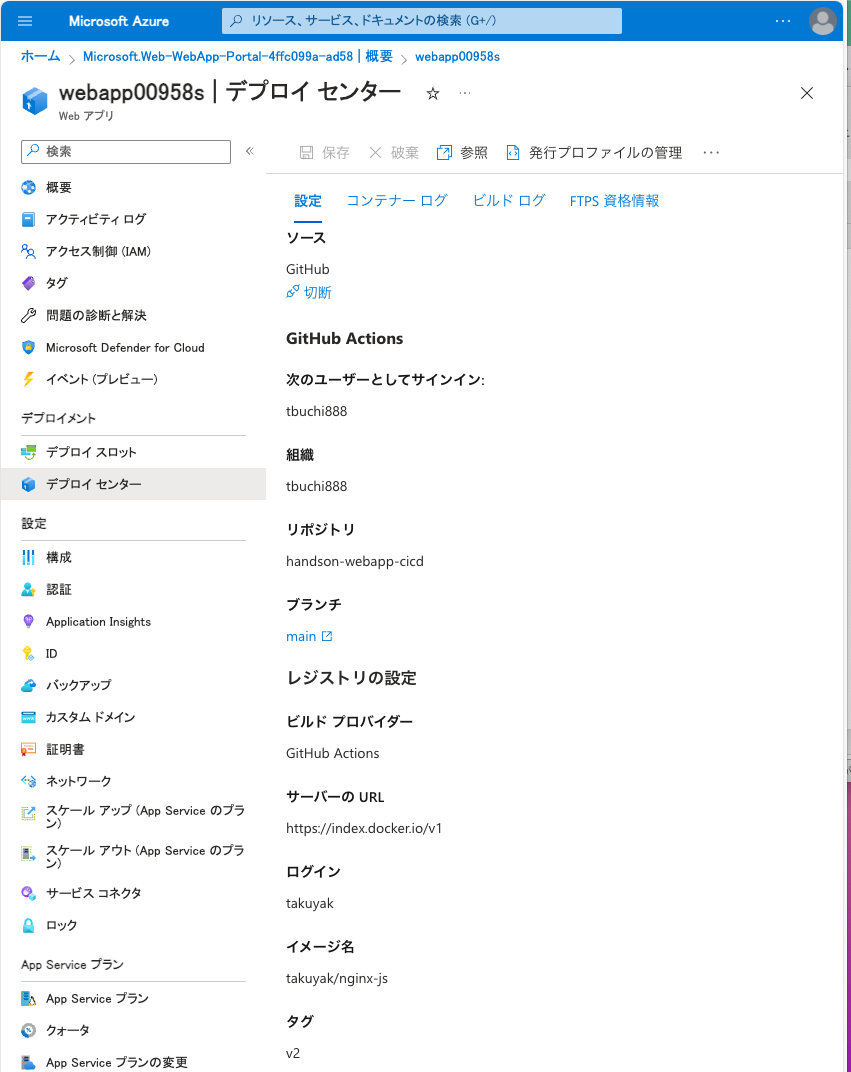 Microsoft Azure
リソース、サービス、ドキュメントの検索 (G+/)
ホーム > Microsoft.Web-WebApp-Portal-4ffc099a-ad58 | 概要 > webapp00958s
webapp00958s | デプロイ センター
Web アプリ
検索
概要
アクティビティ ログ
アクセス制御 (IAM)
タグ
問題の診断と解決
Microsoft Defender for Cloud
イベント (プレビュー)
デプロイメント
デプロイ スロット
デプロイ センター
設定
構成
認証
Application Insights
ID
バックアップ
カスタム ドメイン
証明書
ネットワーク
スケール アップ (App Service のプラ
ン)
スケール アウト (App Service のプラ
ン)
サービス コネクタ
ロック
App Service プラン
App Service プラン
クォータ
App Service プランの変更
保存 破棄 参照 発行プロファイルの管理
設定 コンテナー ログ ビルド ログ FTPS 資格情報
ソース
GitHub
切断
GitHub Actions
次のユーザーとしてサインイン:
tbuchi888
組織
tbuchi888
リポジトリ
handson-webapp-cicd
ブランチ
main
レジストリの設定
ビルド プロバイダー
GitHub Actions
サーバーの URL
https://index.docker.io/v1
ログイン
takuyak
イメージ名
takuyak/nginx-js
タグ
v2